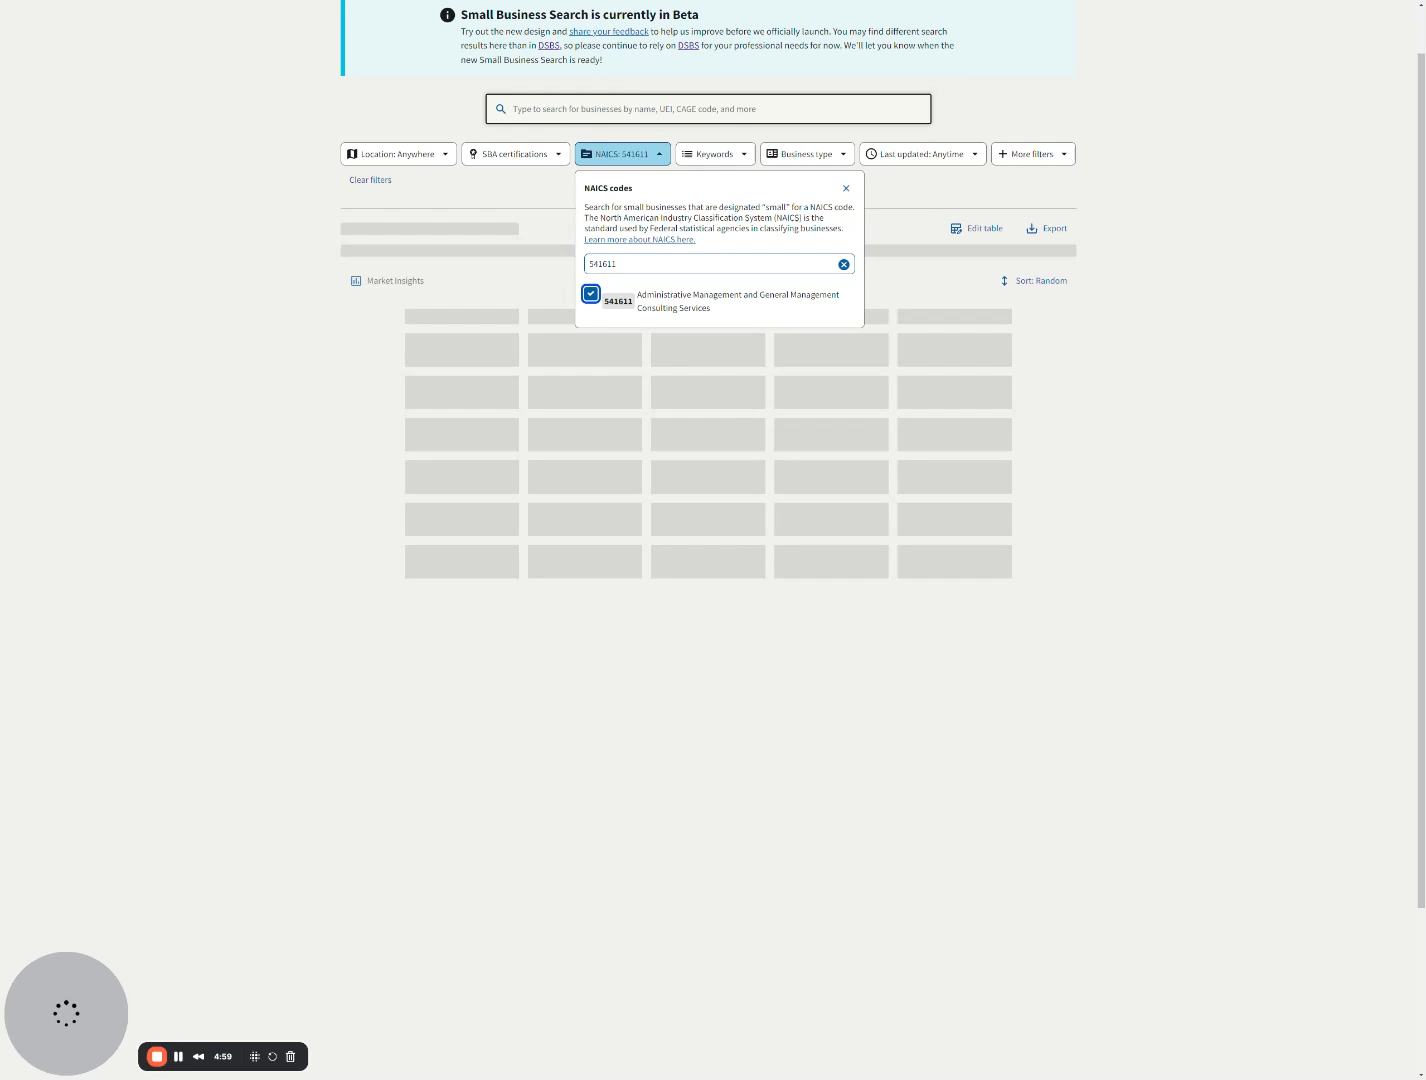 Small Business Search is currently in Beta
Try out the new design and share your feedback to help us improve before we officially launch. You may find different search
results here than in DSBS, so please continue to rely on DSBS for your professional needs for now. We'll let you know when the
new Small Business Search is ready!
Type to search for businesses by name, UEI, CAGE code, and more
Location: Anywhere
SBA certifications
NAICS: 541611
Keywords
Business type
Last updated: Anytime
More filters
Clear filters
NAICS codes
Search for small businesses that are designated “small” for a NAICS code.
The North American Industry Classification System (NAICS) is the
standard used by Federal statistical agencies in classifying businesses.
Learn more about NAICS here.
Edit table
Export
541611
Market Insights
Sort: Random
541611
Administrative Management and General Management
Consulting Services
4:59